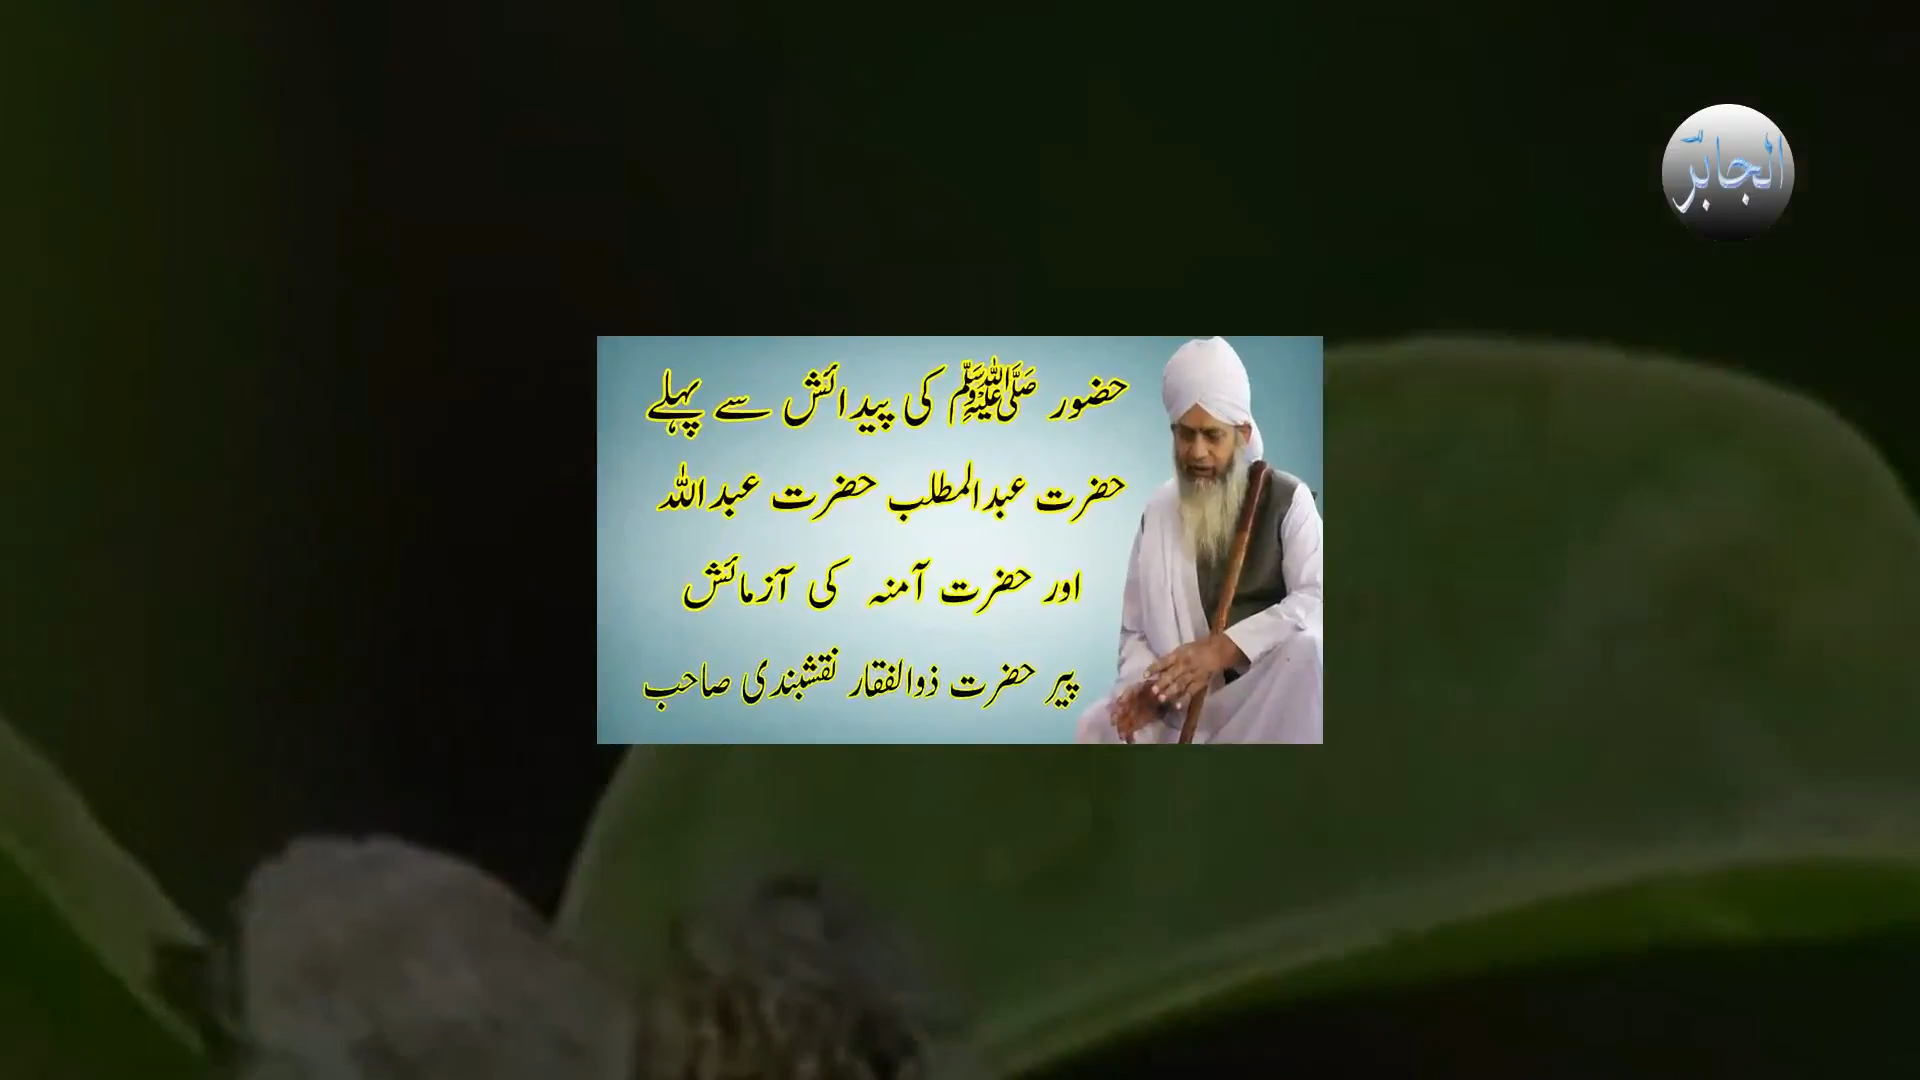 الجابر
حضور ﷺ کی پیدائش سے پہلے
حضرت عبدالمطلب حضرت عبداللہ
اور حضرت آمنہ کی آزمائش
پیر حضرت ذوالفقار نقشبندی صاحب